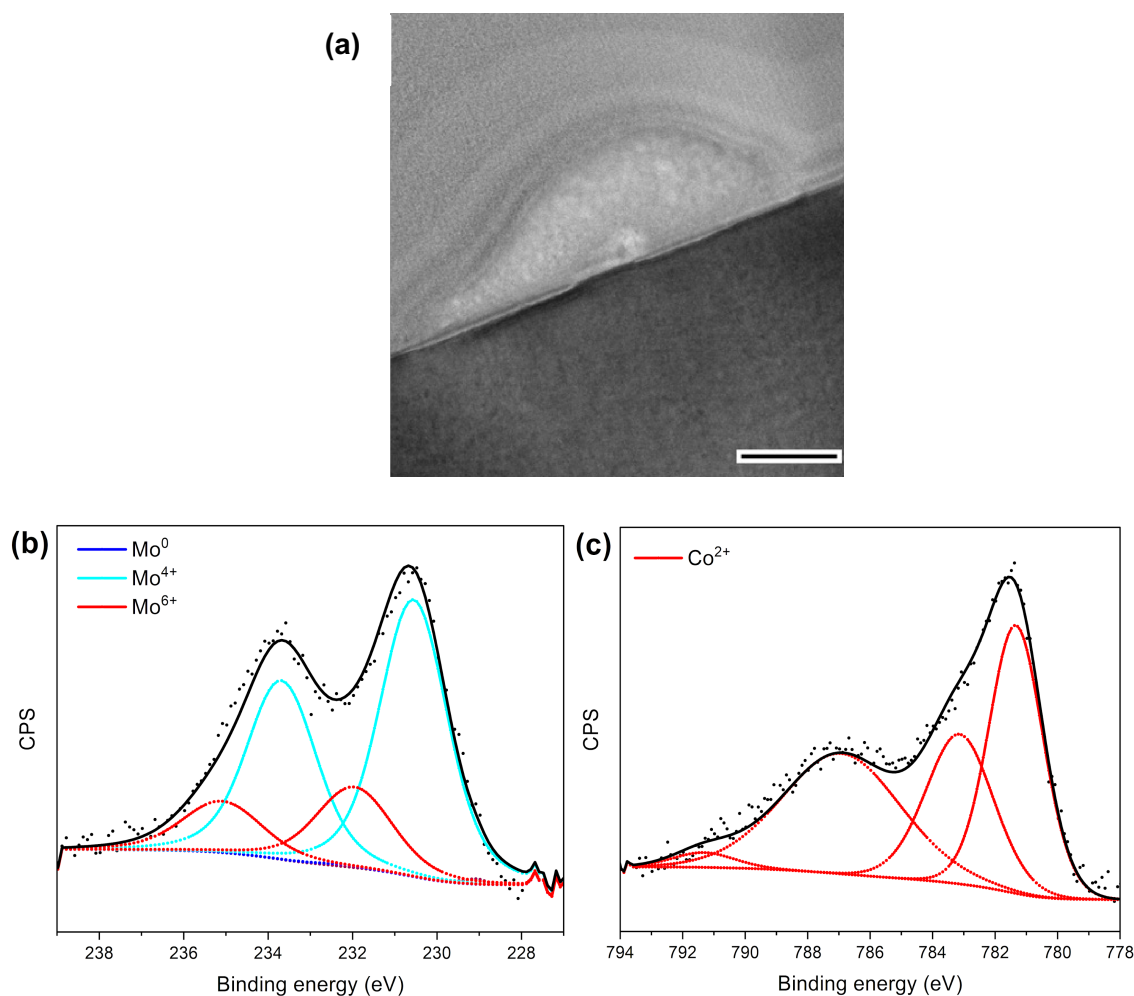 (a)
(b)
Mo⁰
Mo⁴⁺
Mo⁶⁺
CPS
238 236 234 232 230 228
Binding energy (eV)
(c)
Co²⁺
CPS
794 792 790 788 786 784 782 780 778
Binding energy (eV)